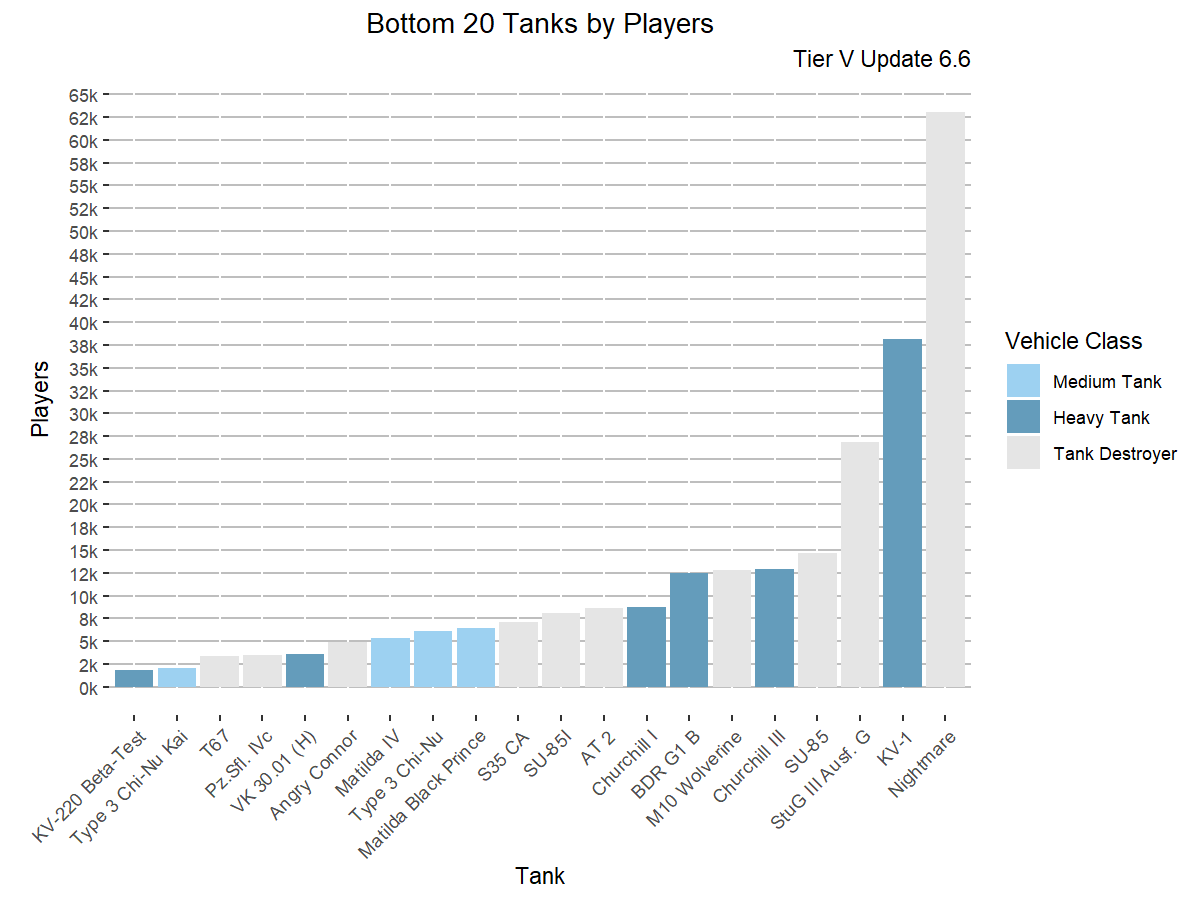 Bottom 20 Tanks by Players
Tier V Update 6.6
65k
62k
60k
58k
55k
52k
50k
48k
45k
42k
40k
38k
35k
32k
30k
28k
25k
22k
20k
18k
15k
12k
10k
8k
5k
2k
0k
Players
KV-220 Beta-Test
Type 3 Chi-Nu Kai
T67
Pz.Sfl. IVc
VK 30.01 (H)
Angry Connor
Matilda IV
Type 3 Chi-Nu
Matilda Black Prince
S35 CA
SU-85I
AT 2
Churchill I
BDR G1 B
M10 Wolverine
Churchill III
SU-85
StuG III Ausf. G
KV-1
Nightmare
Tank
Vehicle Class
Medium Tank
Heavy Tank
Tank Destroyer